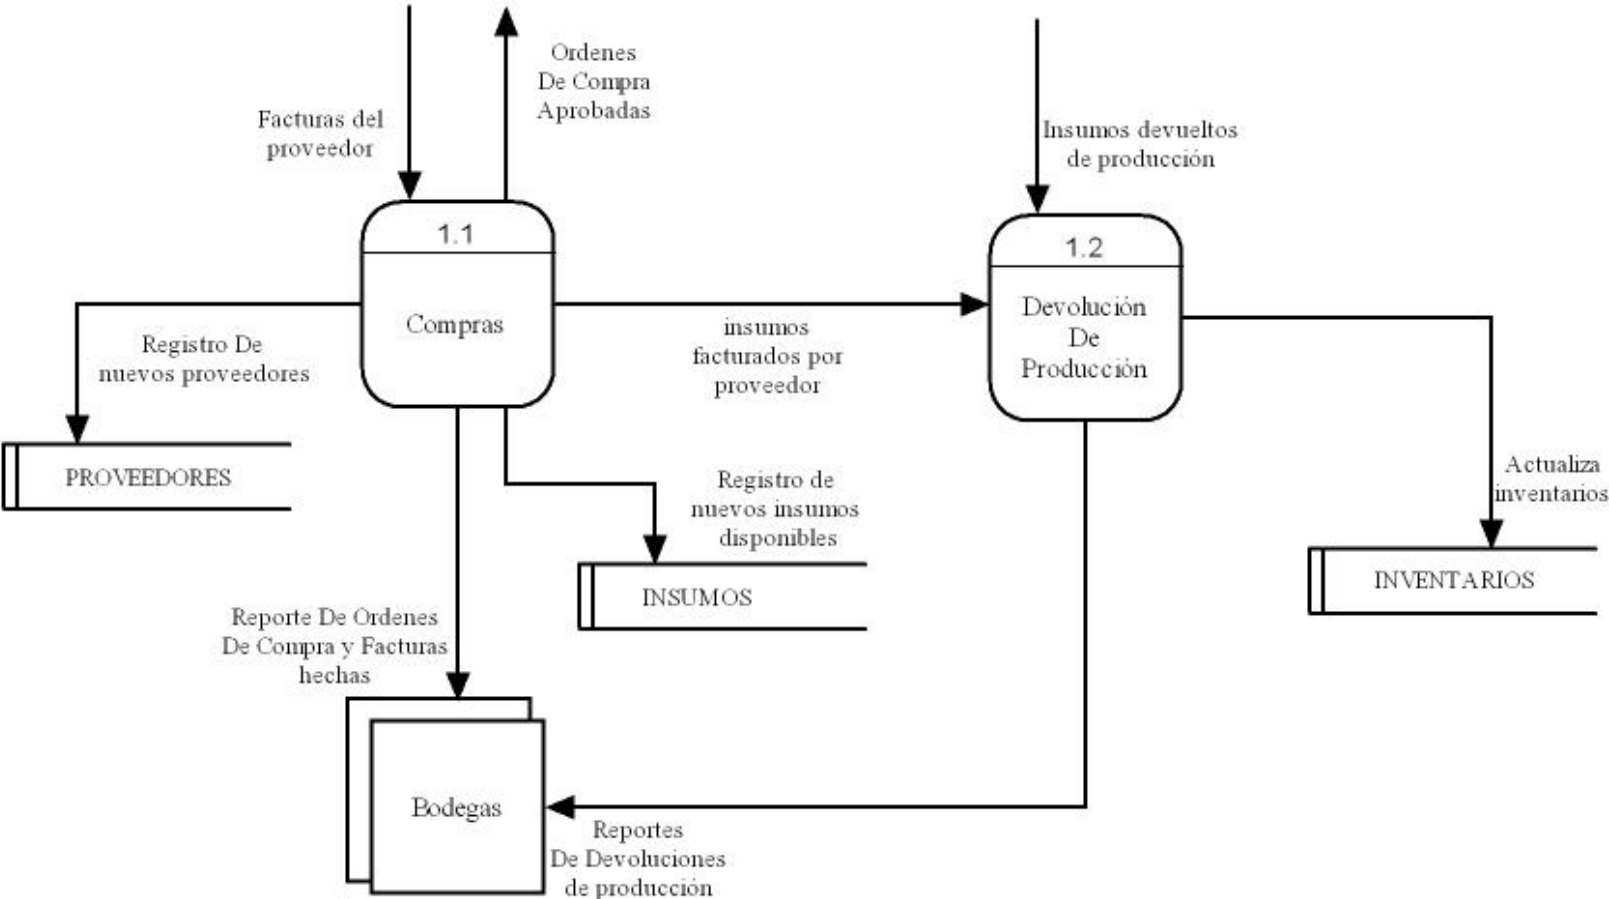 Ordenes
De Compra
Aprobadas
Facturas del
proveedor
Insumos devueltos
de producción
1.1
Compras
1.2
Devolución
De
Producción
insumos
facturados por
proveedor
Registro De
nuevos proveedores
PROVEEDORES
Registro de
nuevos insumos
disponibles
INSUMOS
Actualiza
inventarios
INVENTARIOS
Reporte De Ordenes
De Compra y Facturas
hechas
Bodegas
Reportes
De Devoluciones
de producción